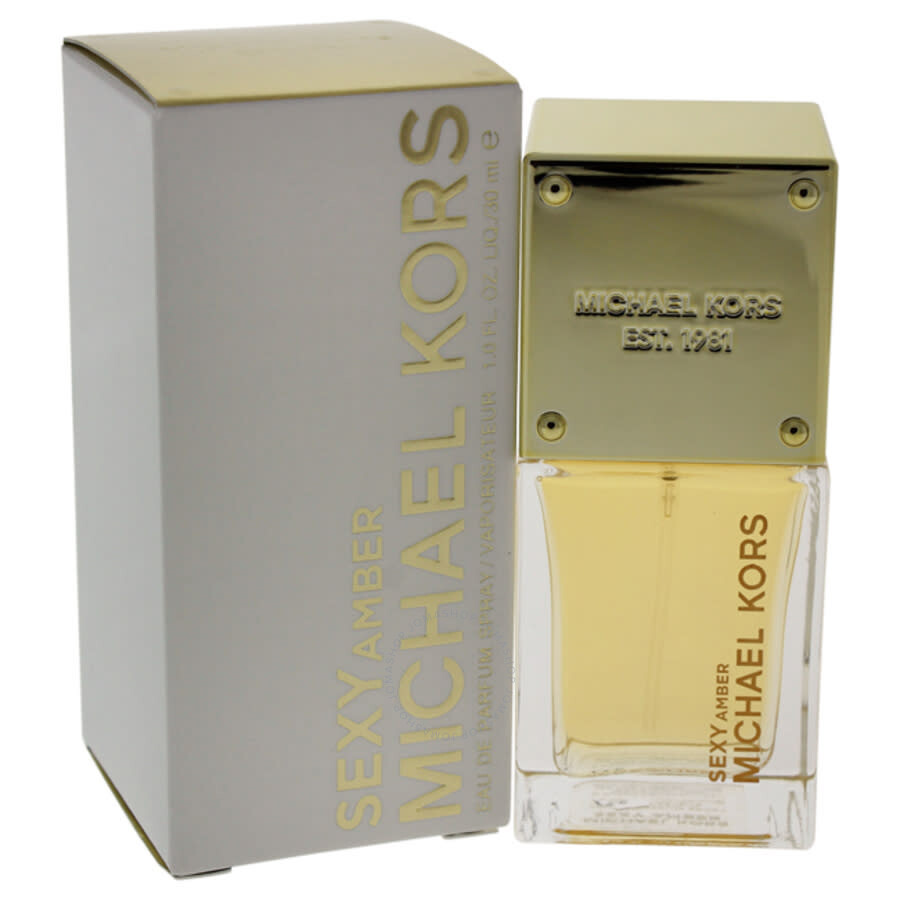 SEXY AMBER
MICHAEL KORS
EAU DE PARFUM SPRAY/VAPORISATEUR 1.0 FL. OZ. LIQ./30 ml e
MICHAEL KORS
EST. 1981
SEXY AMBER
MICHAEL KORS